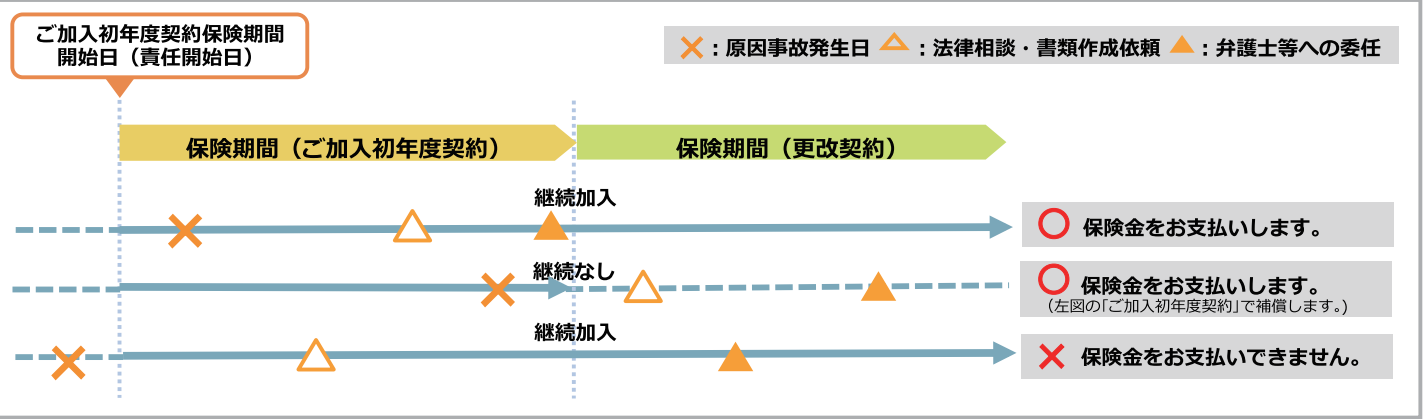 ご加入初年度契約保険期間
開始日（責任開始日）
：原因事故発生日 ：法律相談・書類作成依頼 ：弁護士等への委任
保険期間（ご加入初年度契約）
保険期間（更改契約）
継続加入
保険金をお支払いします。
継続なし
保険金をお支払いします。
（左図の「ご加入初年度契約」で補償します。）
継続加入
保険金をお支払いできません。